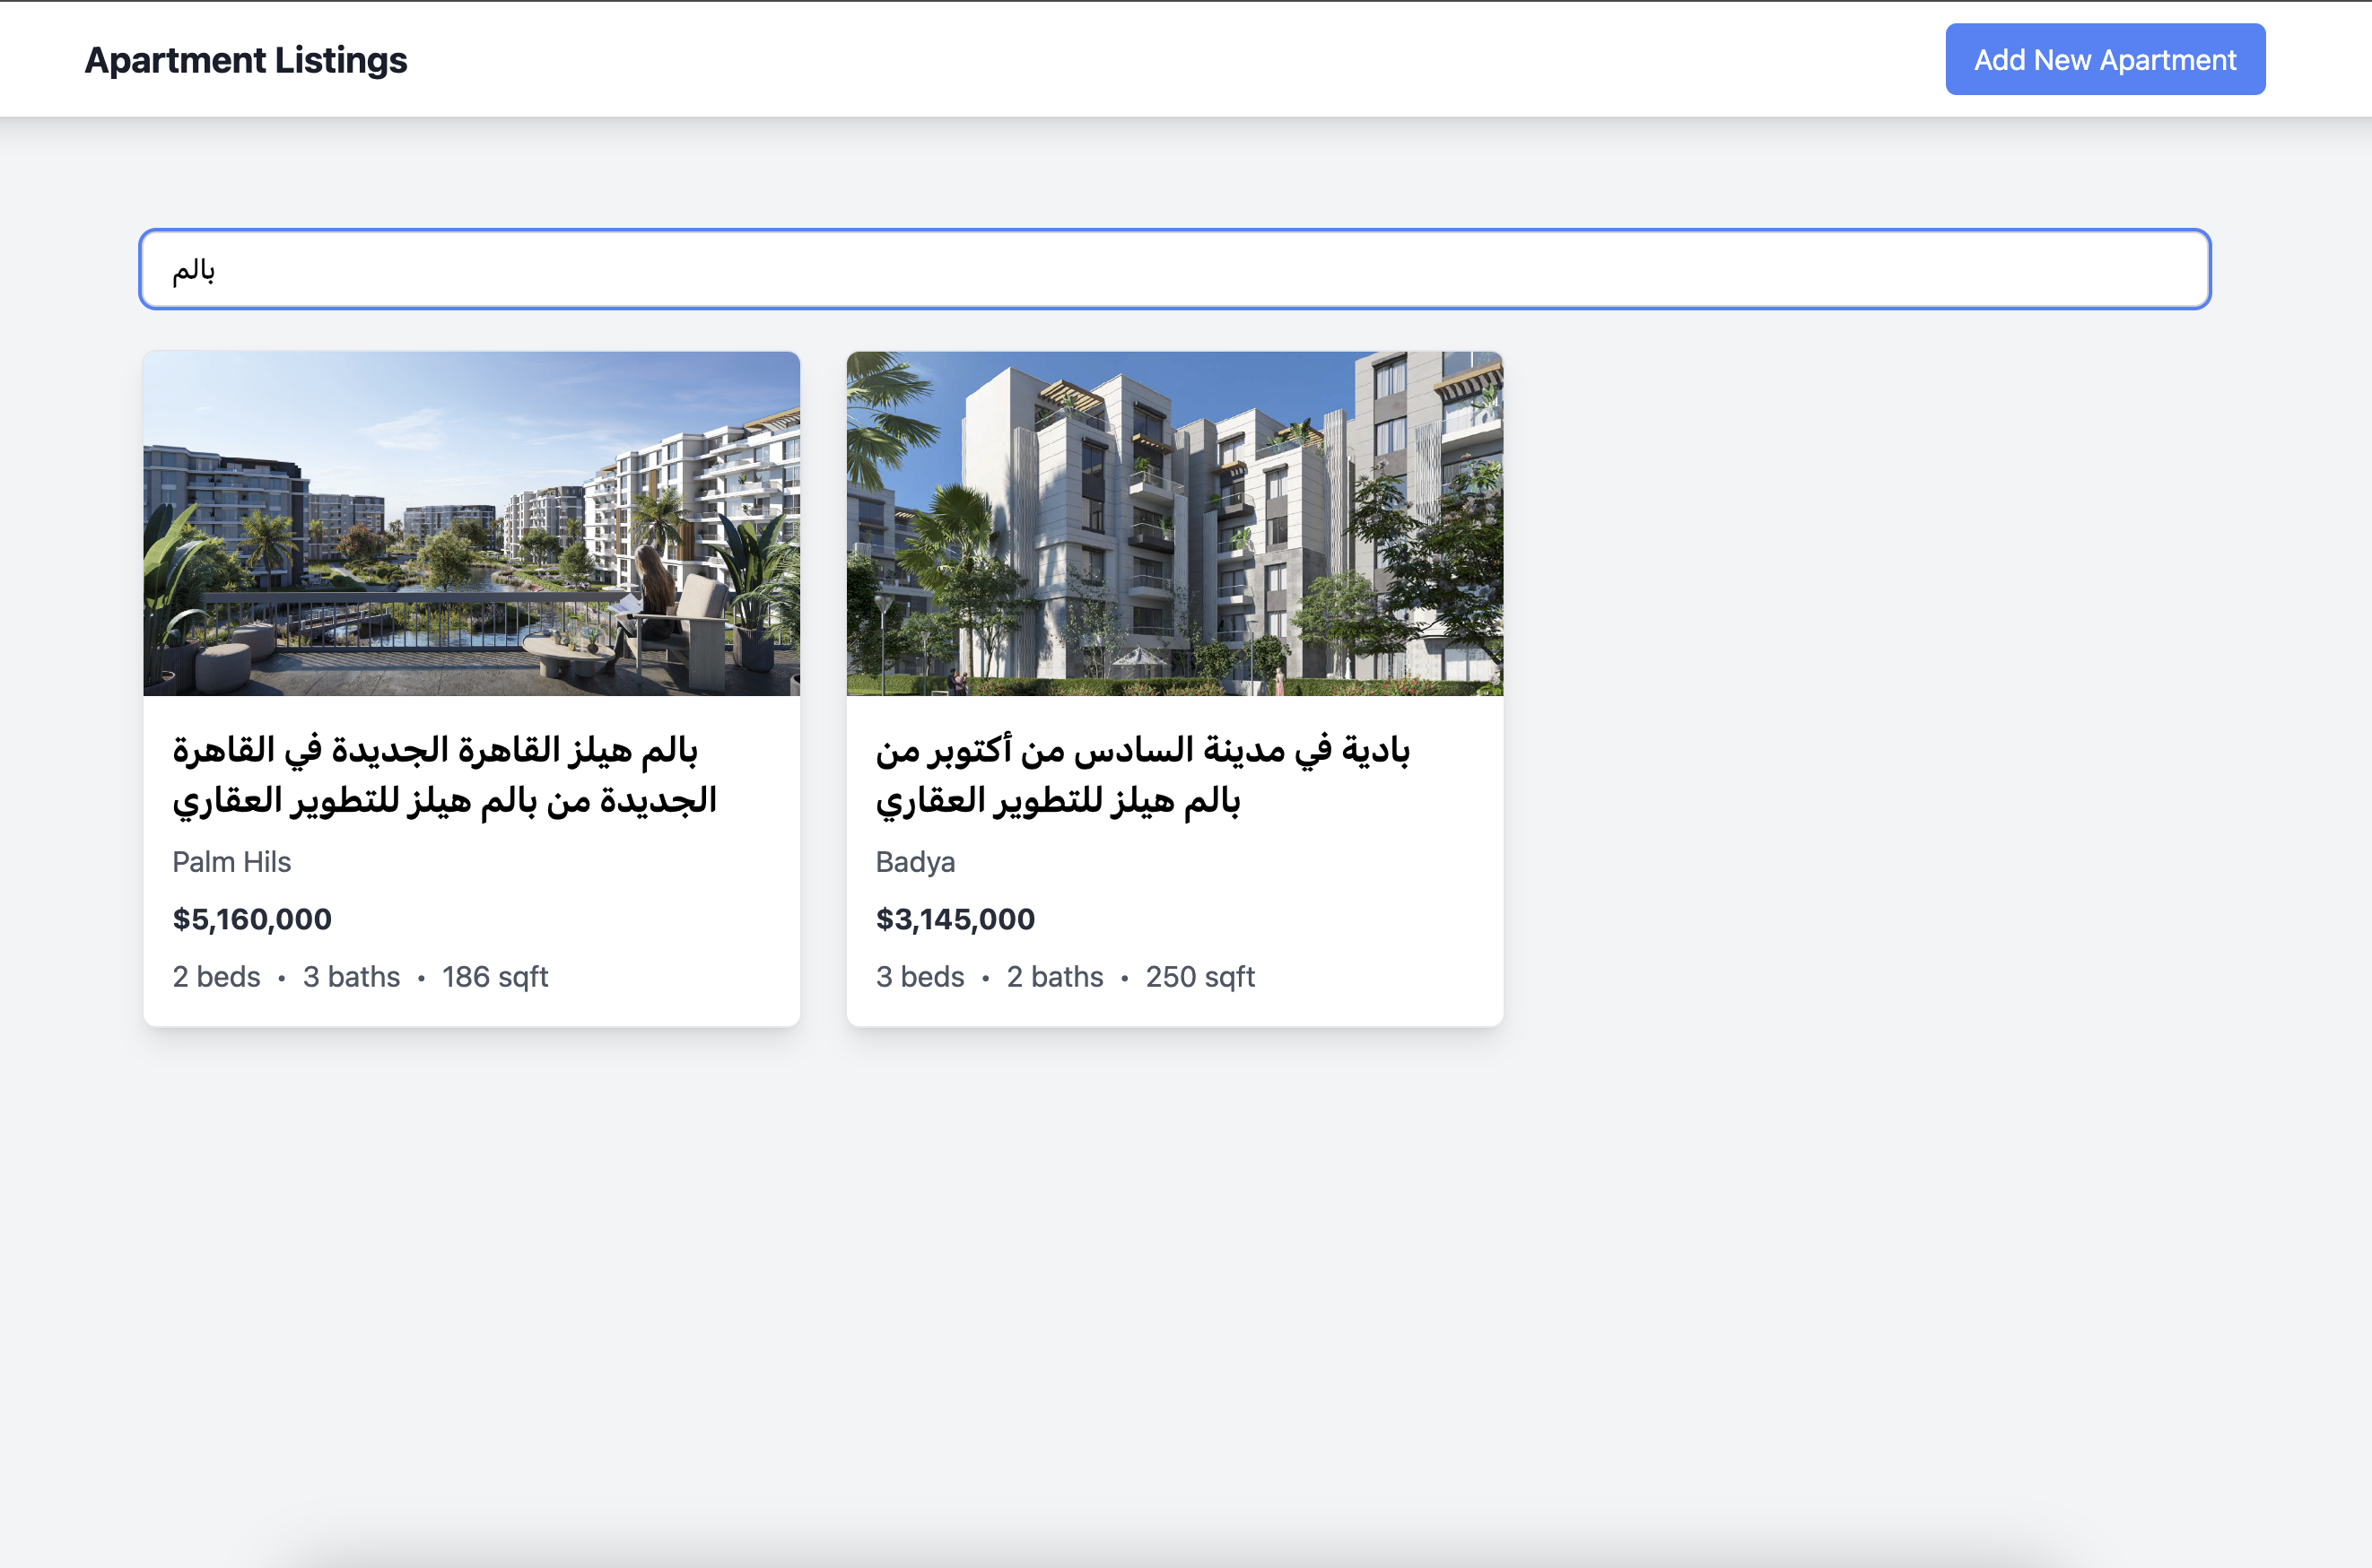 Apartment Listings
Add New Apartment
بالم
بالم هيلز القاهرة الجديدة في القاهرة
الجديدة من بالم هيلز للتطوير العقاري
Palm Hils
$5,160,000
2 beds • 3 baths • 186 sqft
بادية في مدينة السادس من أكتوبر من
بالم هيلز للتطوير العقاري
Badya
$3,145,000
3 beds • 2 baths • 250 sqft